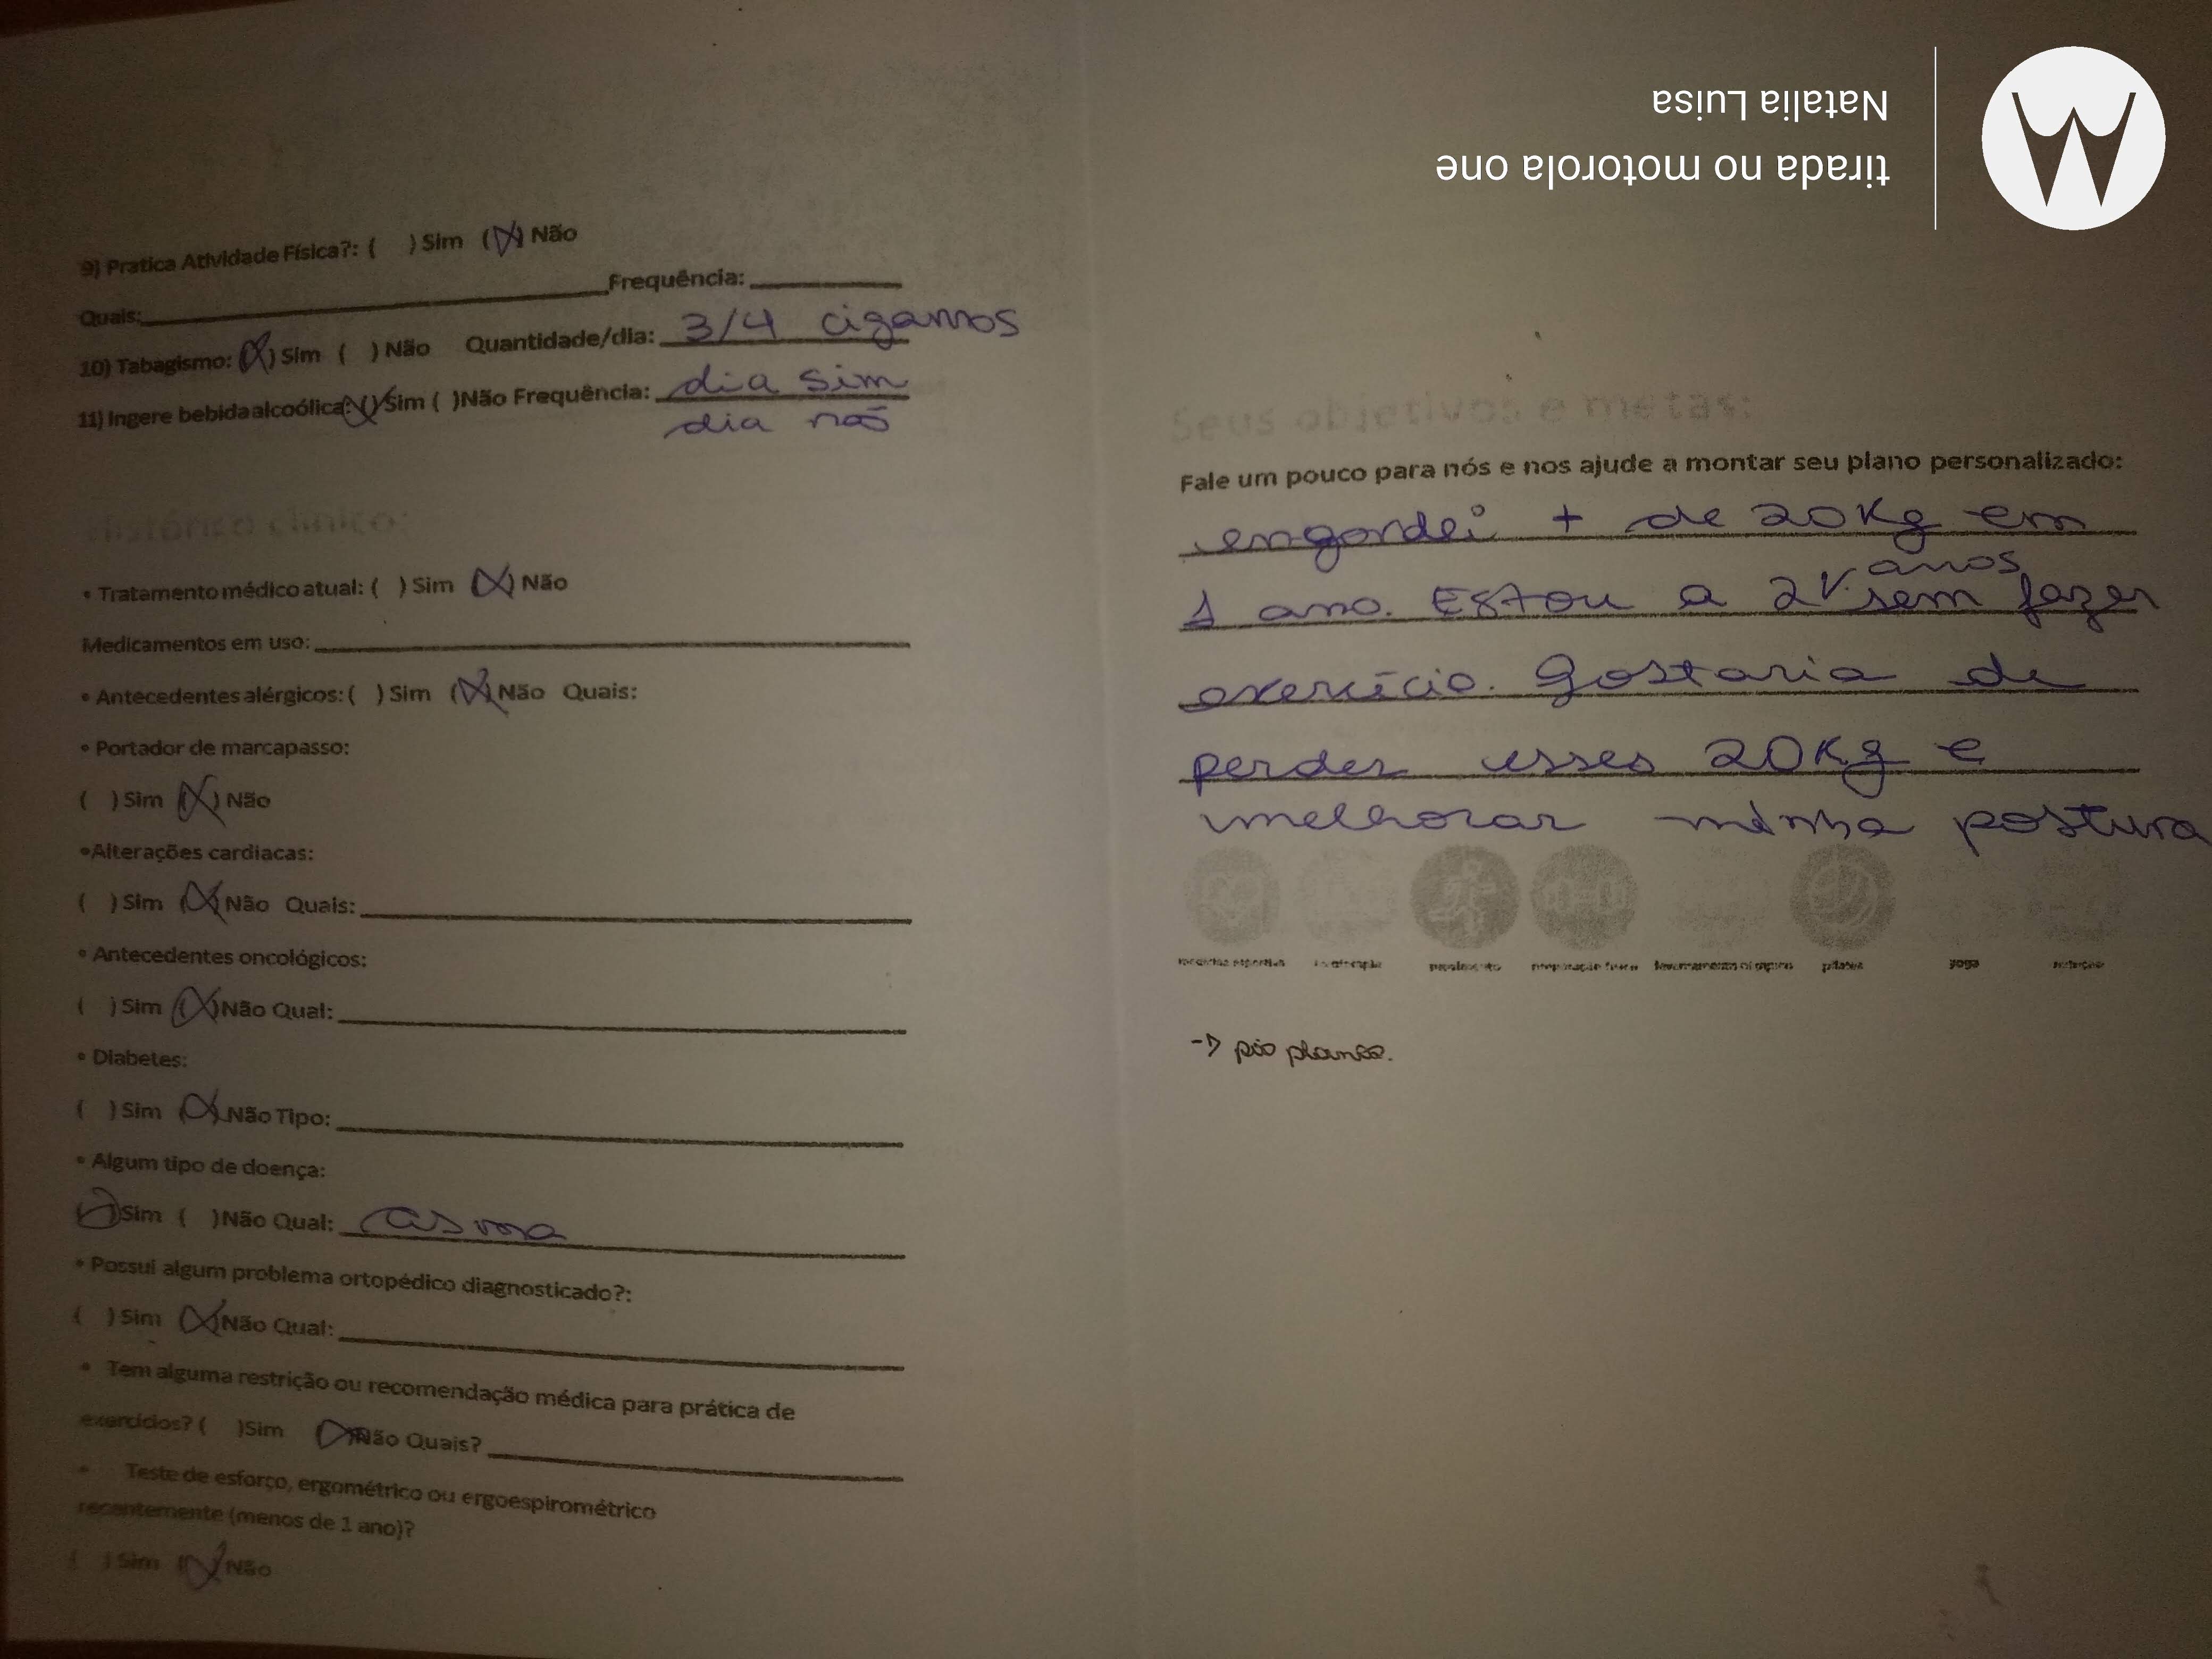 9) Pratica Atividade Física?: (   ) Sim  (X) Não
Quais: Frequência:
10) Tabagismo: (X) Sim  (   ) Não   Quantidade/dia: 3/4 cigarros
11) Ingere bebida alcoólica: (X) Sim (   )Não Frequência: dia sim
dia não
Histórico clínico:
• Tratamento médico atual: (   ) Sim  (X) Não
Medicamentos em uso:
• Antecedentes alérgicos: (   ) Sim (X) Não  Quais:
• Portador de marcapasso:
(   ) Sim  (X) Não
•Alterações cardíacas:
(   ) Sim  (X) Não  Quais:
• Antecedentes oncológicos:
(   ) Sim  (X) Não Qual:
• Diabetes:
(   ) Sim  (X) Não Tipo:
• Algum tipo de doença:
(X) Sim  (   ) Não Qual: asma
• Possui algum problema ortopédico diagnosticado?:
(   ) Sim  (X) Não Qual:
• Tem alguma restrição ou recomendação médica para prática de
exercícios? (   )Sim  (X) Não Quais?
• Teste de esforço, ergométrico ou ergoespirométrico
recentemente (menos de 1 ano)?
(   ) Sim  (X) Não
Seus objetivos e metas:
Fale um pouco para nós e nos ajude a montar seu plano personalizado:
engordei + de 20kg em
1 ano. Estou a 2 anos sem fazer
exercício. gostaria de
perder esses 20kg e
melhorar minha postura
pilates
yoga
natação
-> pós planos.
tirada no motorola one
Natalia Luisa